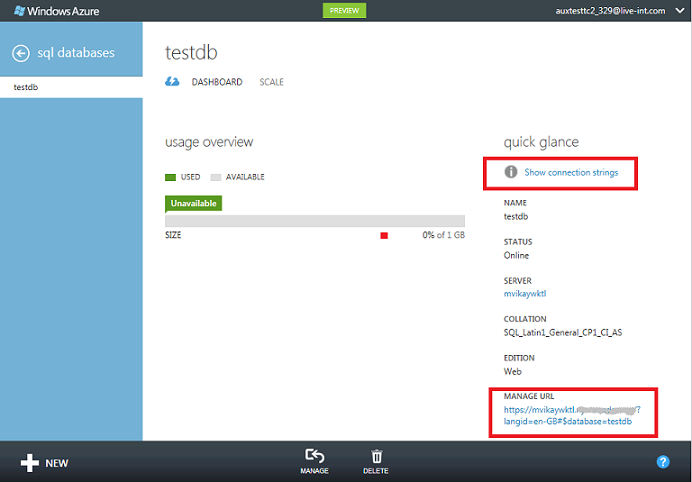 Windows Azure
PREVIEW
auxtesttc2_329@live-int.com
sql databases
testdb
testdb
DASHBOARD SCALE
usage overview
USED AVAILABLE
Unavailable
SIZE 0% of 1 GB
quick glance
Show connection strings
NAME
testdb
STATUS
Online
SERVER
mvikaywktl
COLLATION
SQL_Latin1_General_CP1_CI_AS
EDITION
Web
MANAGE URL
https://mvikaywktl. /?
langid=en-GB#$database=testdb
NEW
MANAGE
DELETE
?